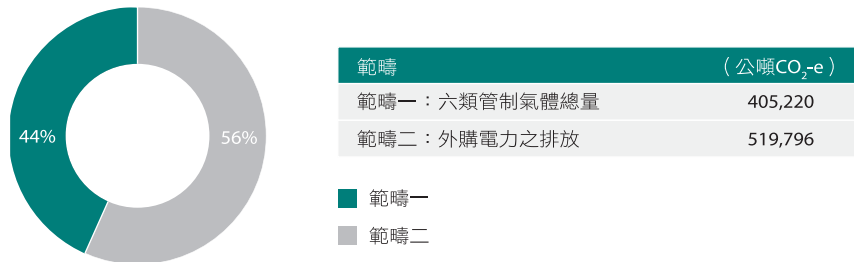 44%
56%
範疇 （公噸CO₂-e）
範疇一：六類管制氣體總量 405,220
範疇二：外購電力之排放 519,796
範疇一
範疇二